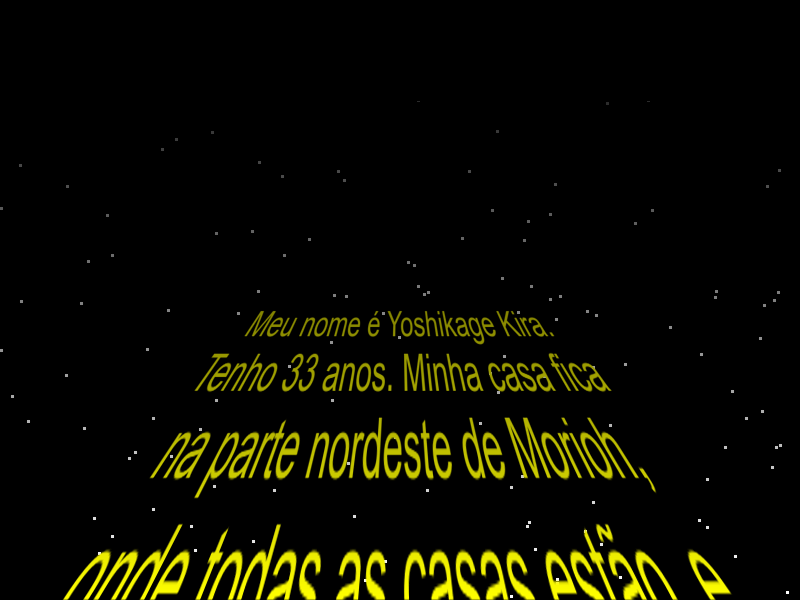 Meu nome é Yoshikage Kira.
Tenho 33 anos. Minha casa fica
na parte nordeste de Morioh,
onde todas as casas estão, e